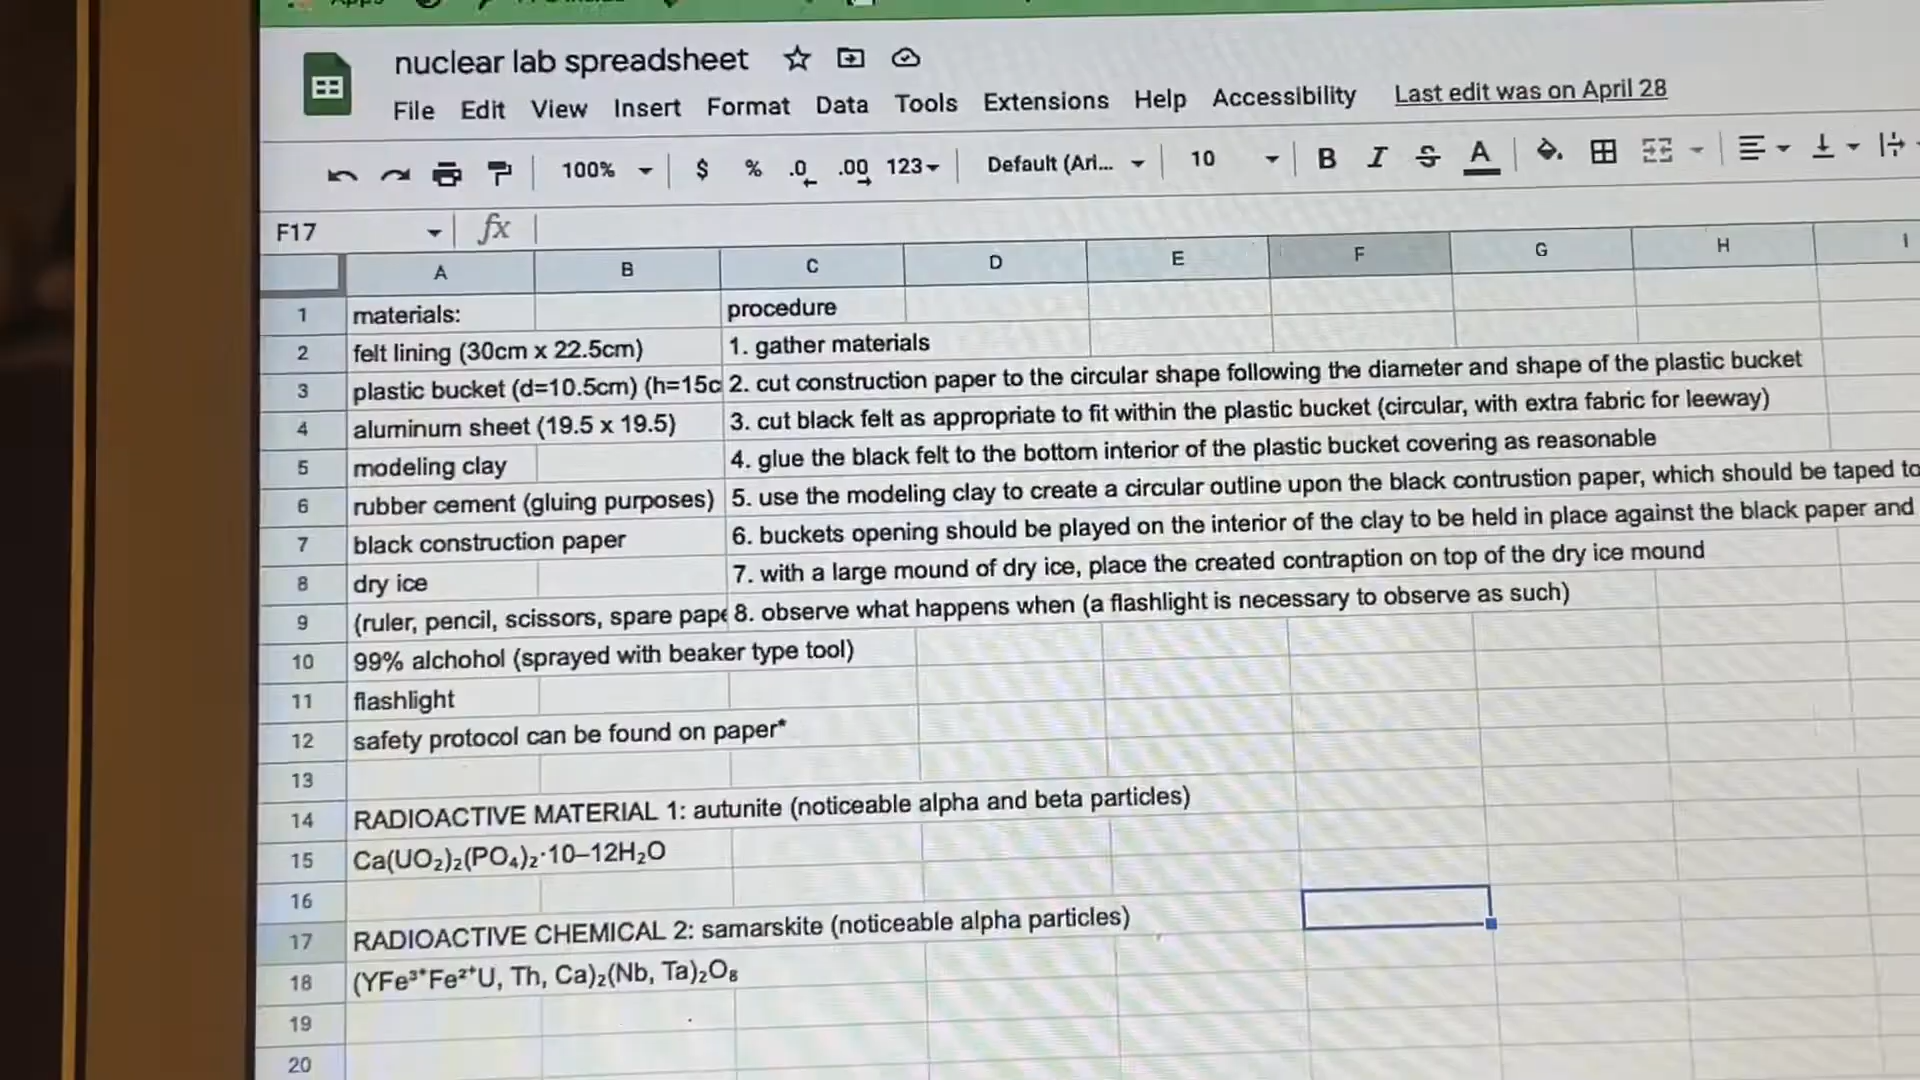 nuclear lab spreadsheet
File Edit View Insert Format Data Tools Extensions Help Accessibility Last edit was on April 28
100% $ % .0 .00 123 Default (Ari... 10 B I S A
F17 fx
A B C D E F G H I
1 materials: procedure
2 felt lining (30cm x 22.5cm) 1. gather materials
3 plastic bucket (d=10.5cm) (h=15c 2. cut construction paper to the circular shape following the diameter and shape of the plastic bucket
4 aluminum sheet (19.5 x 19.5) 3. cut black felt as appropriate to fit within the plastic bucket (circular, with extra fabric for leeway)
5 modeling clay 4. glue the black felt to the bottom interior of the plastic bucket covering as reasonable
6 rubber cement (gluing purposes) 5. use the modeling clay to create a circular outline upon the black contrustion paper, which should be taped to
7 black construction paper 6. buckets opening should be played on the interior of the clay to be held in place against the black paper and
8 dry ice 7. with a large mound of dry ice, place the created contraption on top of the dry ice mound
9 (ruler, pencil, scissors, spare pape 8. observe what happens when (a flashlight is necessary to observe as such)
10 99% alchohol (sprayed with beaker type tool)
11 flashlight
12 safety protocol can be found on paper*
13
14 RADIOACTIVE MATERIAL 1: autunite (noticeable alpha and beta particles)
15 Ca(UO₂)₂(PO₄)₂·10–12H₂O
16
17 RADIOACTIVE CHEMICAL 2: samarskite (noticeable alpha particles)
18 (YFe³⁺Fe²⁺U, Th, Ca)₂(Nb, Ta)₂O₈
19
20